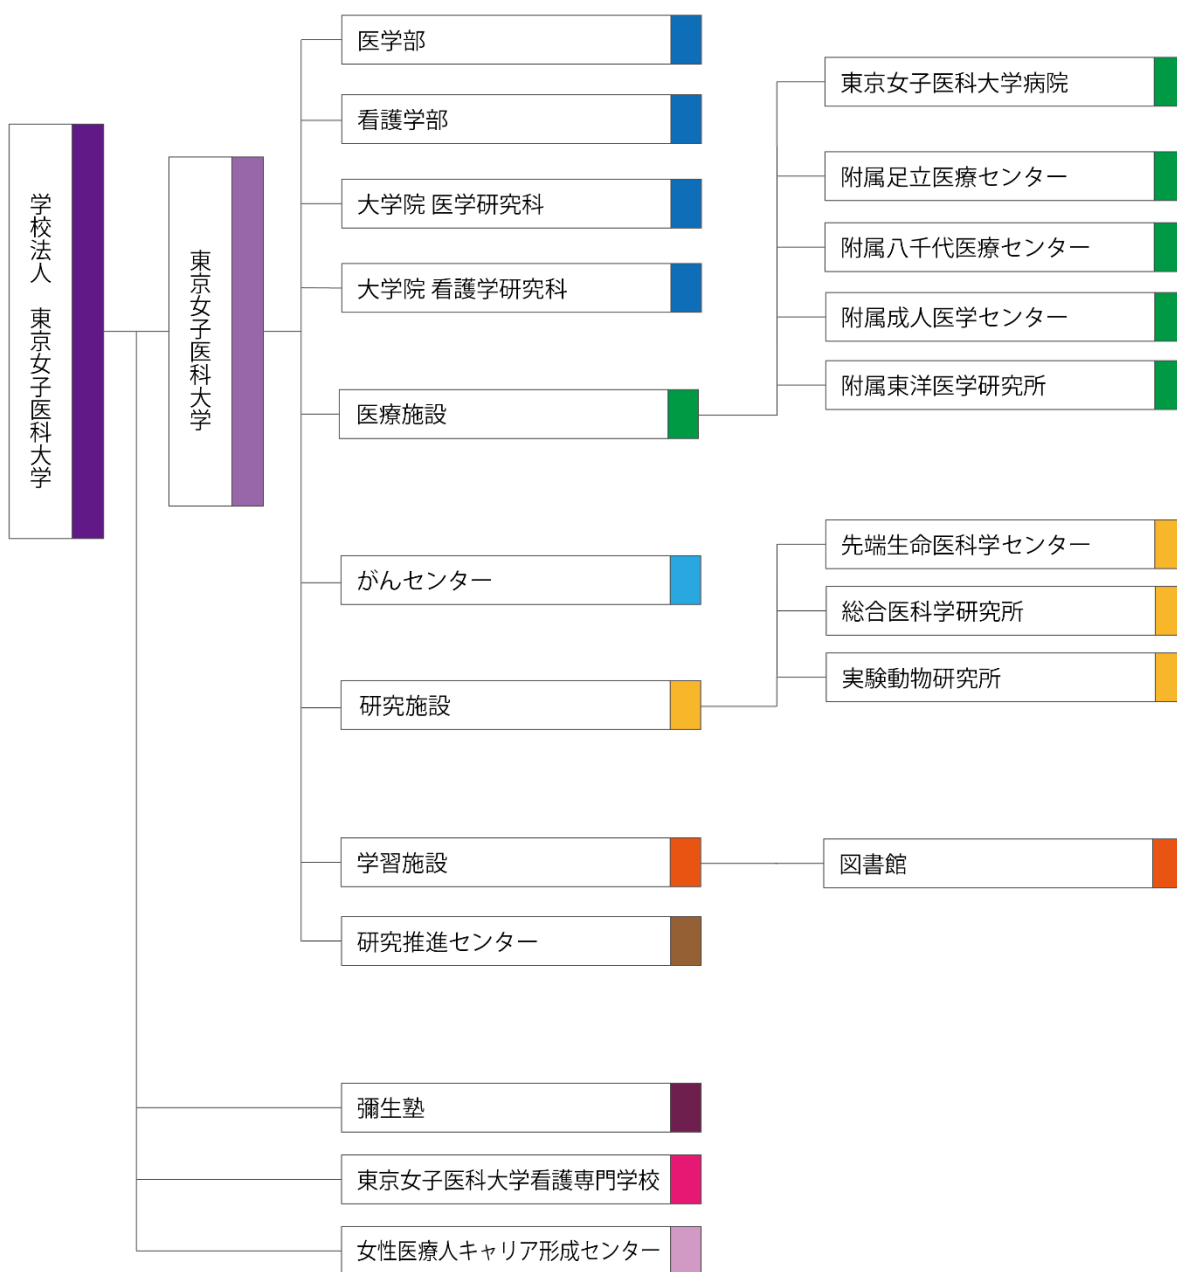 学校法人 東京女子医科大学
東京女子医科大学
医学部
看護学部
大学院 医学研究科
大学院 看護学研究科
医療施設
東京女子医科大学病院
附属足立医療センター
附属八千代医療センター
附属成人医学センター
附属東洋医学研究所
がんセンター
研究施設
先端生命医科学センター
総合医科学研究所
実験動物研究所
学習施設
図書館
研究推進センター
彌生塾
東京女子医科大学看護専門学校
女性医療人キャリア形成センター